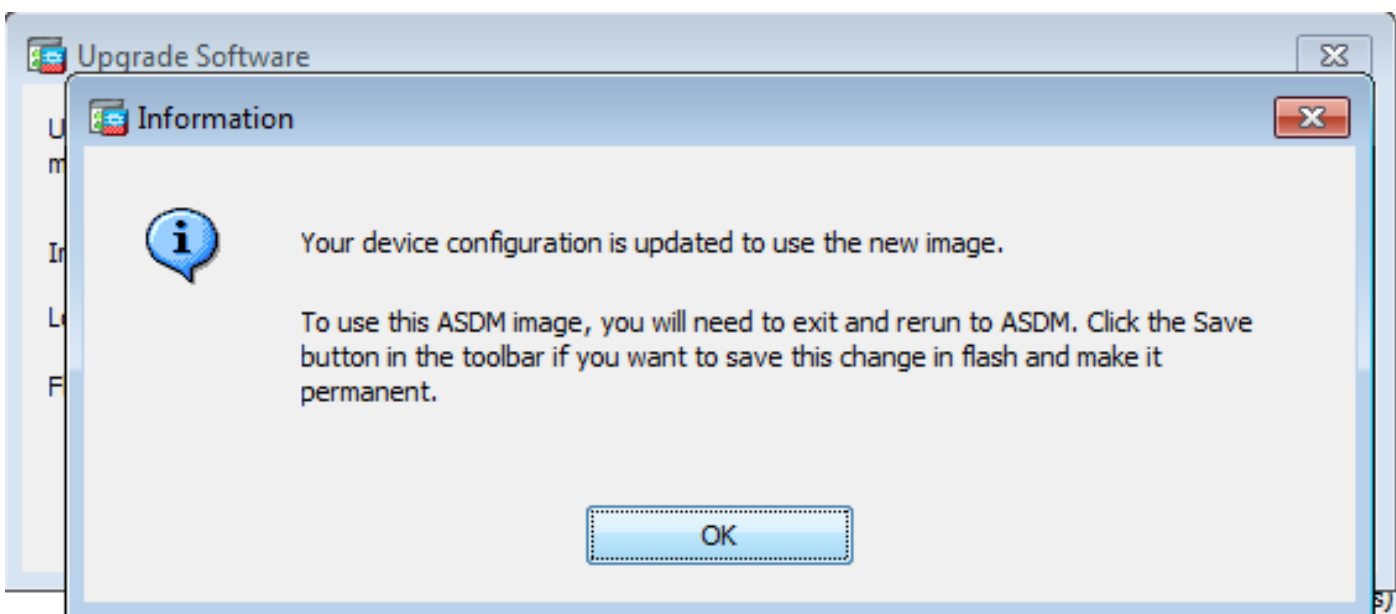 Upgrade Software
Information
Your device configuration is updated to use the new image.
To use this ASDM image, you will need to exit and rerun to ASDM. Click the Save
button in the toolbar if you want to save this change in flash and make it
permanent.
OK